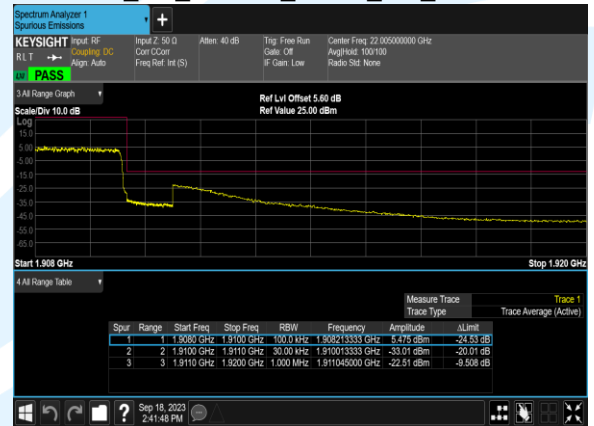 Spectrum Analyzer 1
Spurious Emissions
+
KEYSIGHT Input: RF Input Z: 50 Ω Atten: 40 dB Trig: Free Run Center Freq: 22.005000000 GHz
RLT Coupling: DC Corr CCorr Gate: Off Avg|Hold: 100/100
Align: Auto Freq Ref: Int (S) IF Gain: Low Radio Std: None
PASS
3 All Range Graph
Ref Lvl Offset 5.60 dB
Scale/Div 10.0 dB Ref Value 25.00 dBm
Log
15.0
5.00
-5.00
-15.0
-25.0
-35.0
-45.0
-55.0
-65.0
Start 1.908 GHz Stop 1.920 GHz
4 All Range Table
Measure Trace Trace 1
Trace Type Trace Average (Active)
Spur Range Start Freq Stop Freq RBW Frequency Amplitude ΔLimit
1 1 1.9080 GHz 1.9100 GHz 100.0 kHz 1.908213333 GHz 5.475 dBm -24.53 dB
2 2 1.9100 GHz 1.9110 GHz 30.00 kHz 1.910013333 GHz -33.01 dBm -20.01 dB
3 3 1.9110 GHz 1.9200 GHz 1.000 MHz 1.911045000 GHz -22.51 dBm -9.508 dB
?
Sep 18, 2023
2:41:48 PM